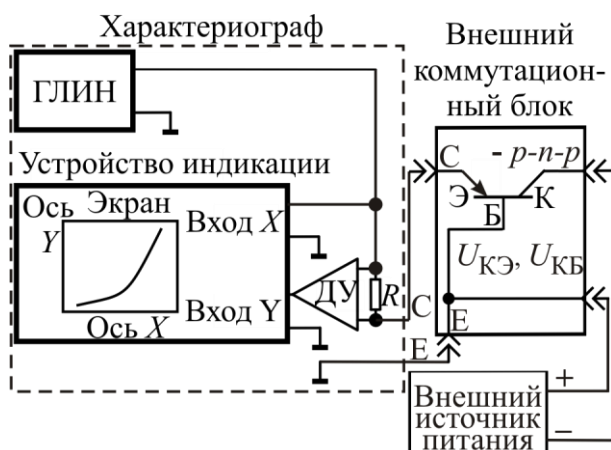 Характериограф
ГЛИН
Устройство индикации
Ось
Y
Экран
Ось X
Вход X
Вход Y
ДУ
R
C
E
Внешний
коммутацион-
ный блок
C
- p-n-p
Э
Б
К
UКЭ, UКБ
E
Внешний
источник
питания
+
−